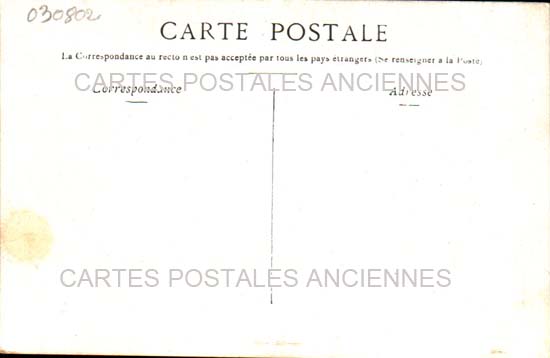 030802
CARTE POSTALE
La Correspondance au recto n'est pas acceptée par tous les pays étrangers (Se renseigner à la Poste)
CARTES POSTALES ANCIENNES
Correspondance
Adresse
CARTES POSTALES ANCIENNES